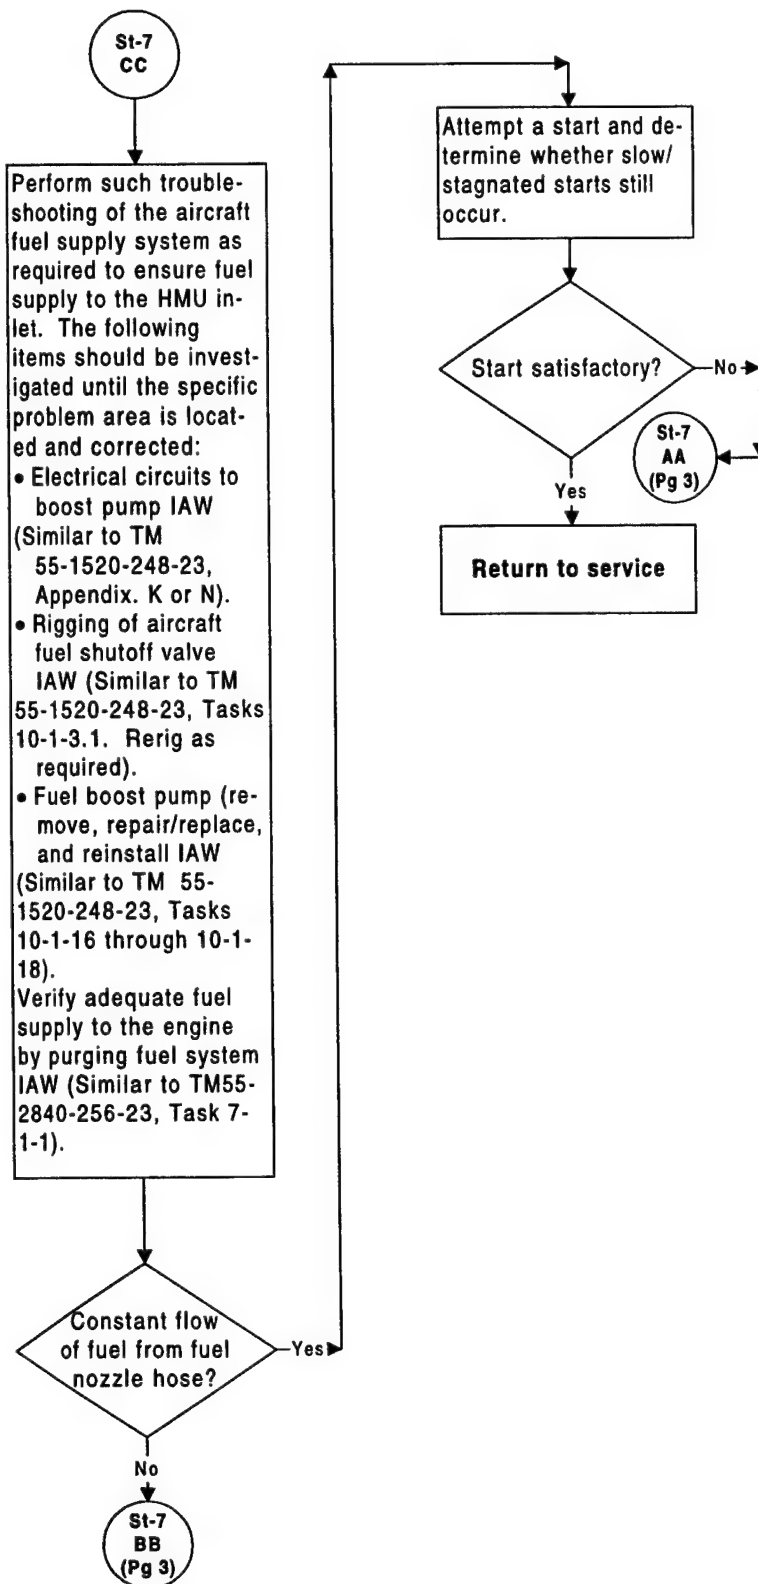 St-7
CC
Perform such trouble-
shooting of the aircraft
fuel supply system as
required to ensure fuel
supply to the HMU in-
let. The following
items should be invest-
igated until the specific
problem area is locat-
ed and corrected:
• Electrical circuits to
boost pump IAW
(Similar to TM
55-1520-248-23,
Appendix. K or N).
• Rigging of aircraft
fuel shutoff valve
IAW (Similar to TM
55-1520-248-23, Tasks
10-1-3.1. Rerig as
required).
• Fuel boost pump (re-
move, repair/replace,
and reinstall IAW
(Similar to TM 55-
1520-248-23, Tasks
10-1-16 through 10-1-
18).
Verify adequate fuel
supply to the engine
by purging fuel system
IAW (Similar to TM55-
2840-256-23, Task 7-
1-1).
Constant flow
of fuel from fuel
nozzle hose?
Yes
No
St-7
BB
(Pg 3)
Attempt a start and de-
termine whether slow/
stagnated starts still
occur.
Start satisfactory?
No
St-7
AA
(Pg 3)
Yes
Return to service